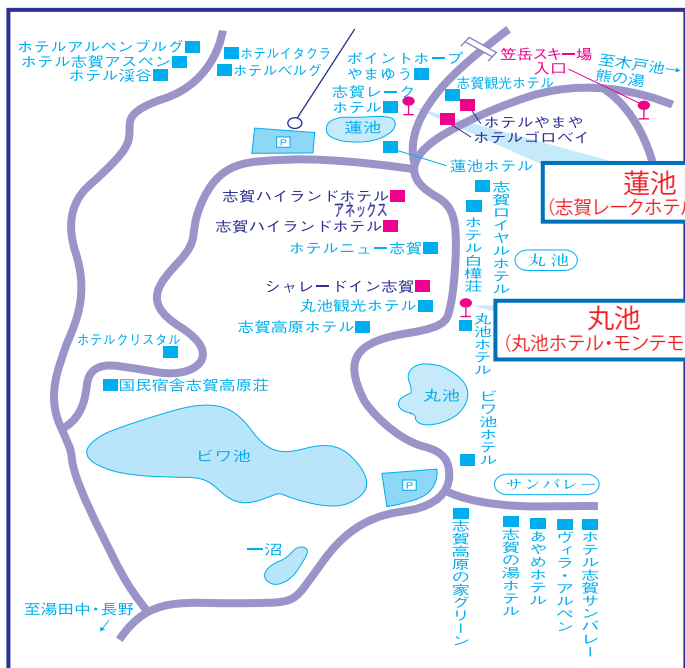 ホテルアルペンブルグ
ホテル志賀アスペン
ホテル渓谷
ホテルイタクラ
ホテルベルグ
ポイントホープ
やまゆう
志賀レーク
ホテル
蓮池
P
志賀観光ホテル
笠岳スキー場
入口
至木戸池→
熊の湯
ホテルやまや
ホテルゴロベイ
蓮池ホテル
蓮池
(志賀レークホテル
志賀ハイランドホテル
アネックス
志賀ハイランドホテル
ホテルニュー志賀
志賀ロイヤルホテル
ホテル白樺荘
丸池
シャレードイン志賀
丸池観光ホテル
志賀高原ホテル
丸池ホテル
丸池
(丸池ホテル・モンテモ
ホテルクリスタル
国民宿舎志賀高原荘
丸池
ビワ池ホテル
ビワ池
P
サンバレー
一沼
志賀高原の家グリーン
志賀の湯ホテル
あやめホテル
ヴィラ・アルペン
ホテル志賀サンバレー
至湯田中・長野